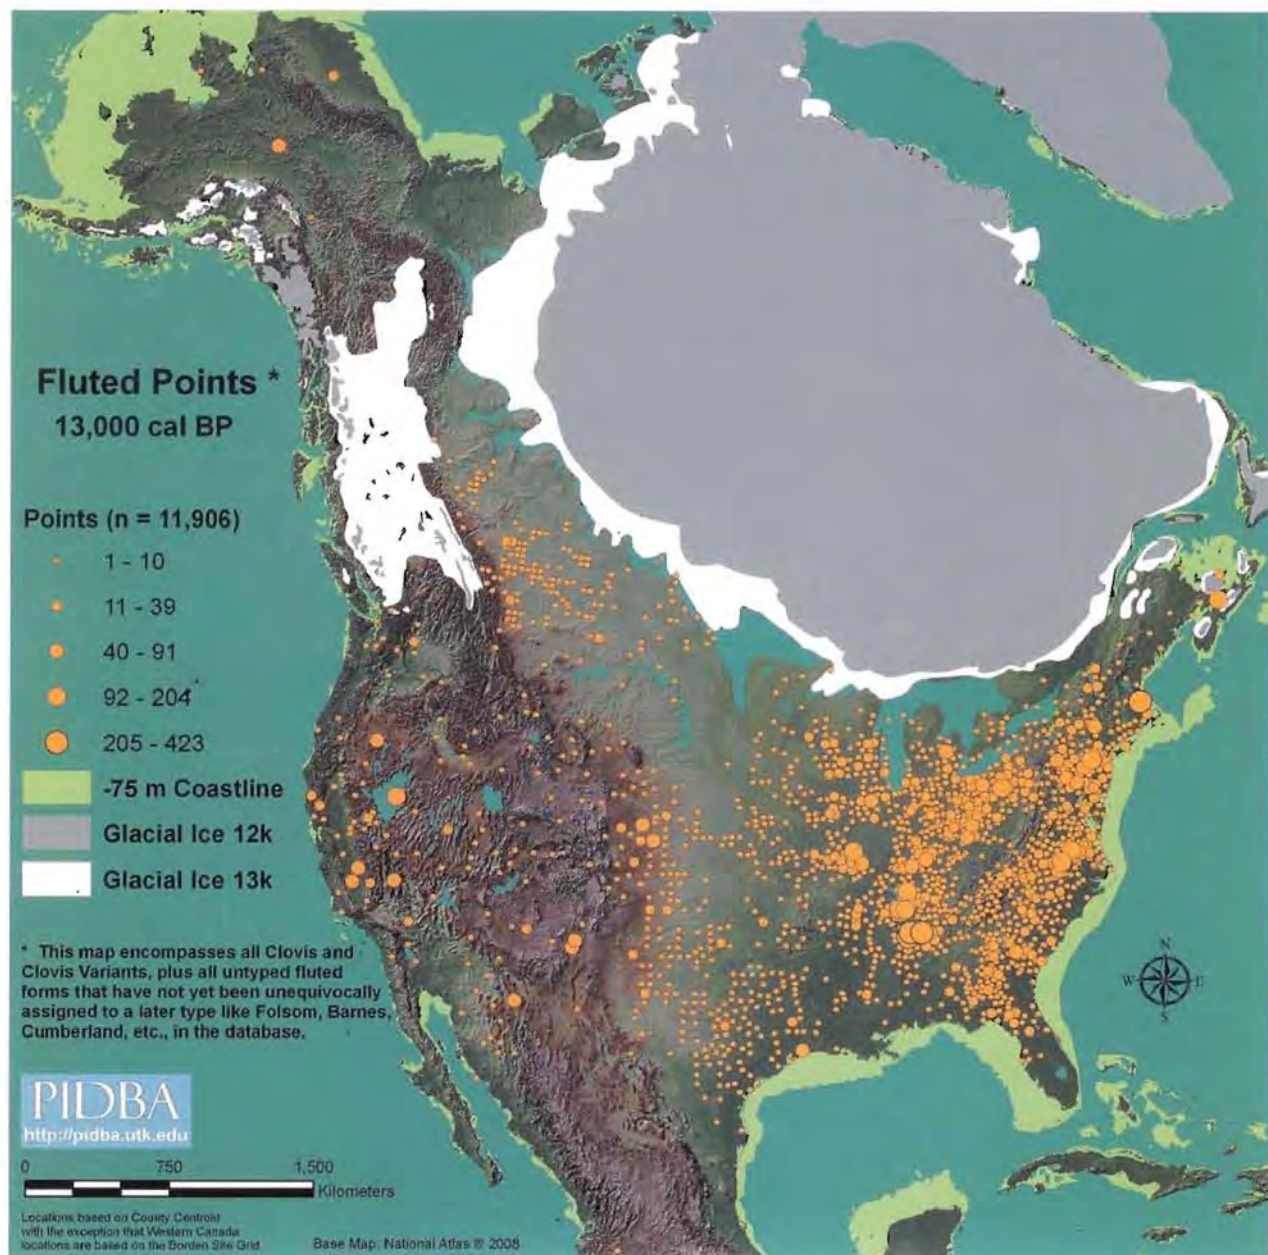 Fluted Points *
13,000 cal BP
Points (n = 11,906)
1 - 10
11 - 39
40 - 91
92 - 204
205 - 423
-75 m Coastline
Glacial Ice 12k
Glacial Ice 13k
* This map encompasses all Clovis and
Clovis Variants, plus all untyped fluted
forms that have not yet been unequivocally
assigned to a later type like Folsom, Barnes,
Cumberland, etc., in the database.
N
W
E
S
PIDBA
http://pidba.utk.edu
0 750 1,500
Kilometers
Locations based on County Centroid
with the exception that Western Canada
locations are based on the Borden Site Grid
Base Map: National Atlas ® 2008